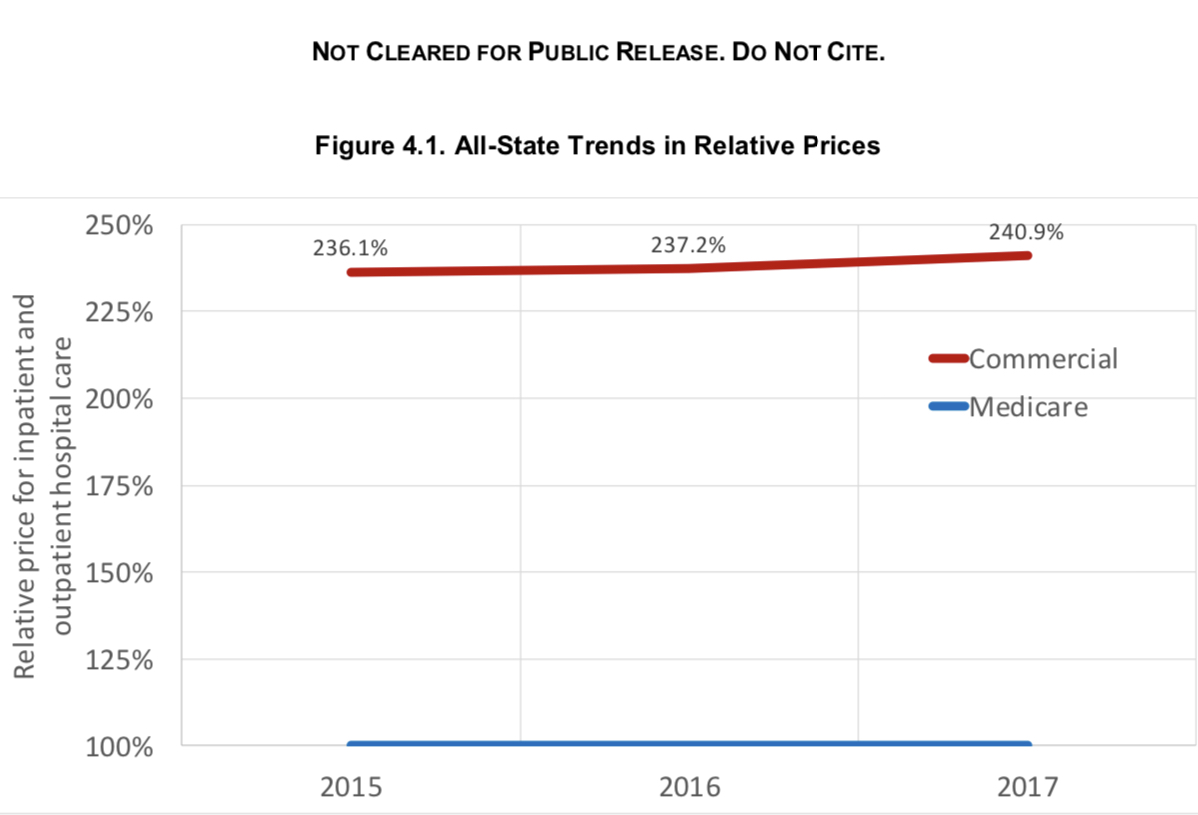 NOT CLEARED FOR PUBLIC RELEASE. DO NOT CITE.
Figure 4.1. All-State Trends in Relative Prices
Relative price for inpatient and
outpatient hospital care
250%
225%
200%
175%
150%
125%
100%
236.1%
237.2%
240.9%
Commercial
Medicare
2015
2016
2017